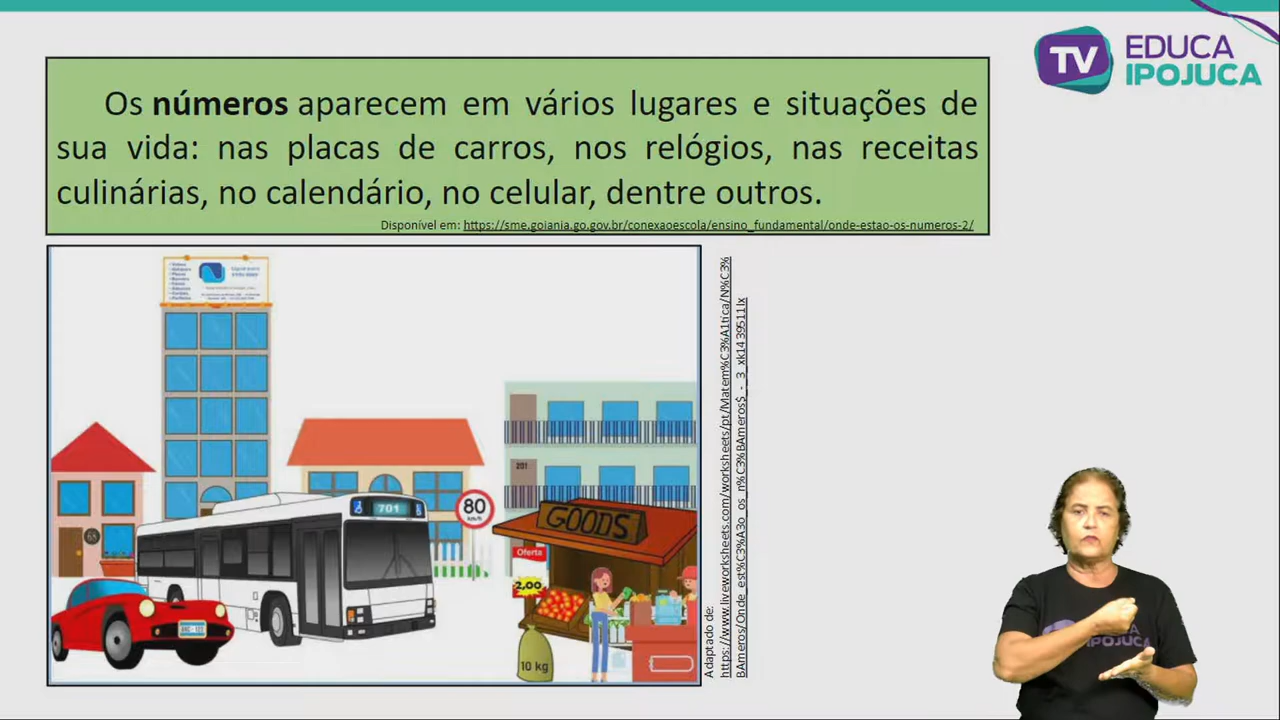 TV EDUCA
IPOJUCA
Os números aparecem em vários lugares e situações de
sua vida: nas placas de carros, nos relógios, nas receitas
culinárias, no calendário, no celular, dentre outros.
Disponível em: https://sme.goiania.go.gov.br/conexaoescola/ensino_fundamental/onde-estao-os-numeros-2/
701
80
km/h
201
GOODS
Oferta
2,00
10 kg
Adaptado de:
https://www.liveworksheets.com/worksheets/pt/Matem%C3%A1tica/N%C3%
BAmeros/Onde_est%C3%A3o_os_n%C3%BAmeros$_-_3_xk1439511lx
IPOJUCA